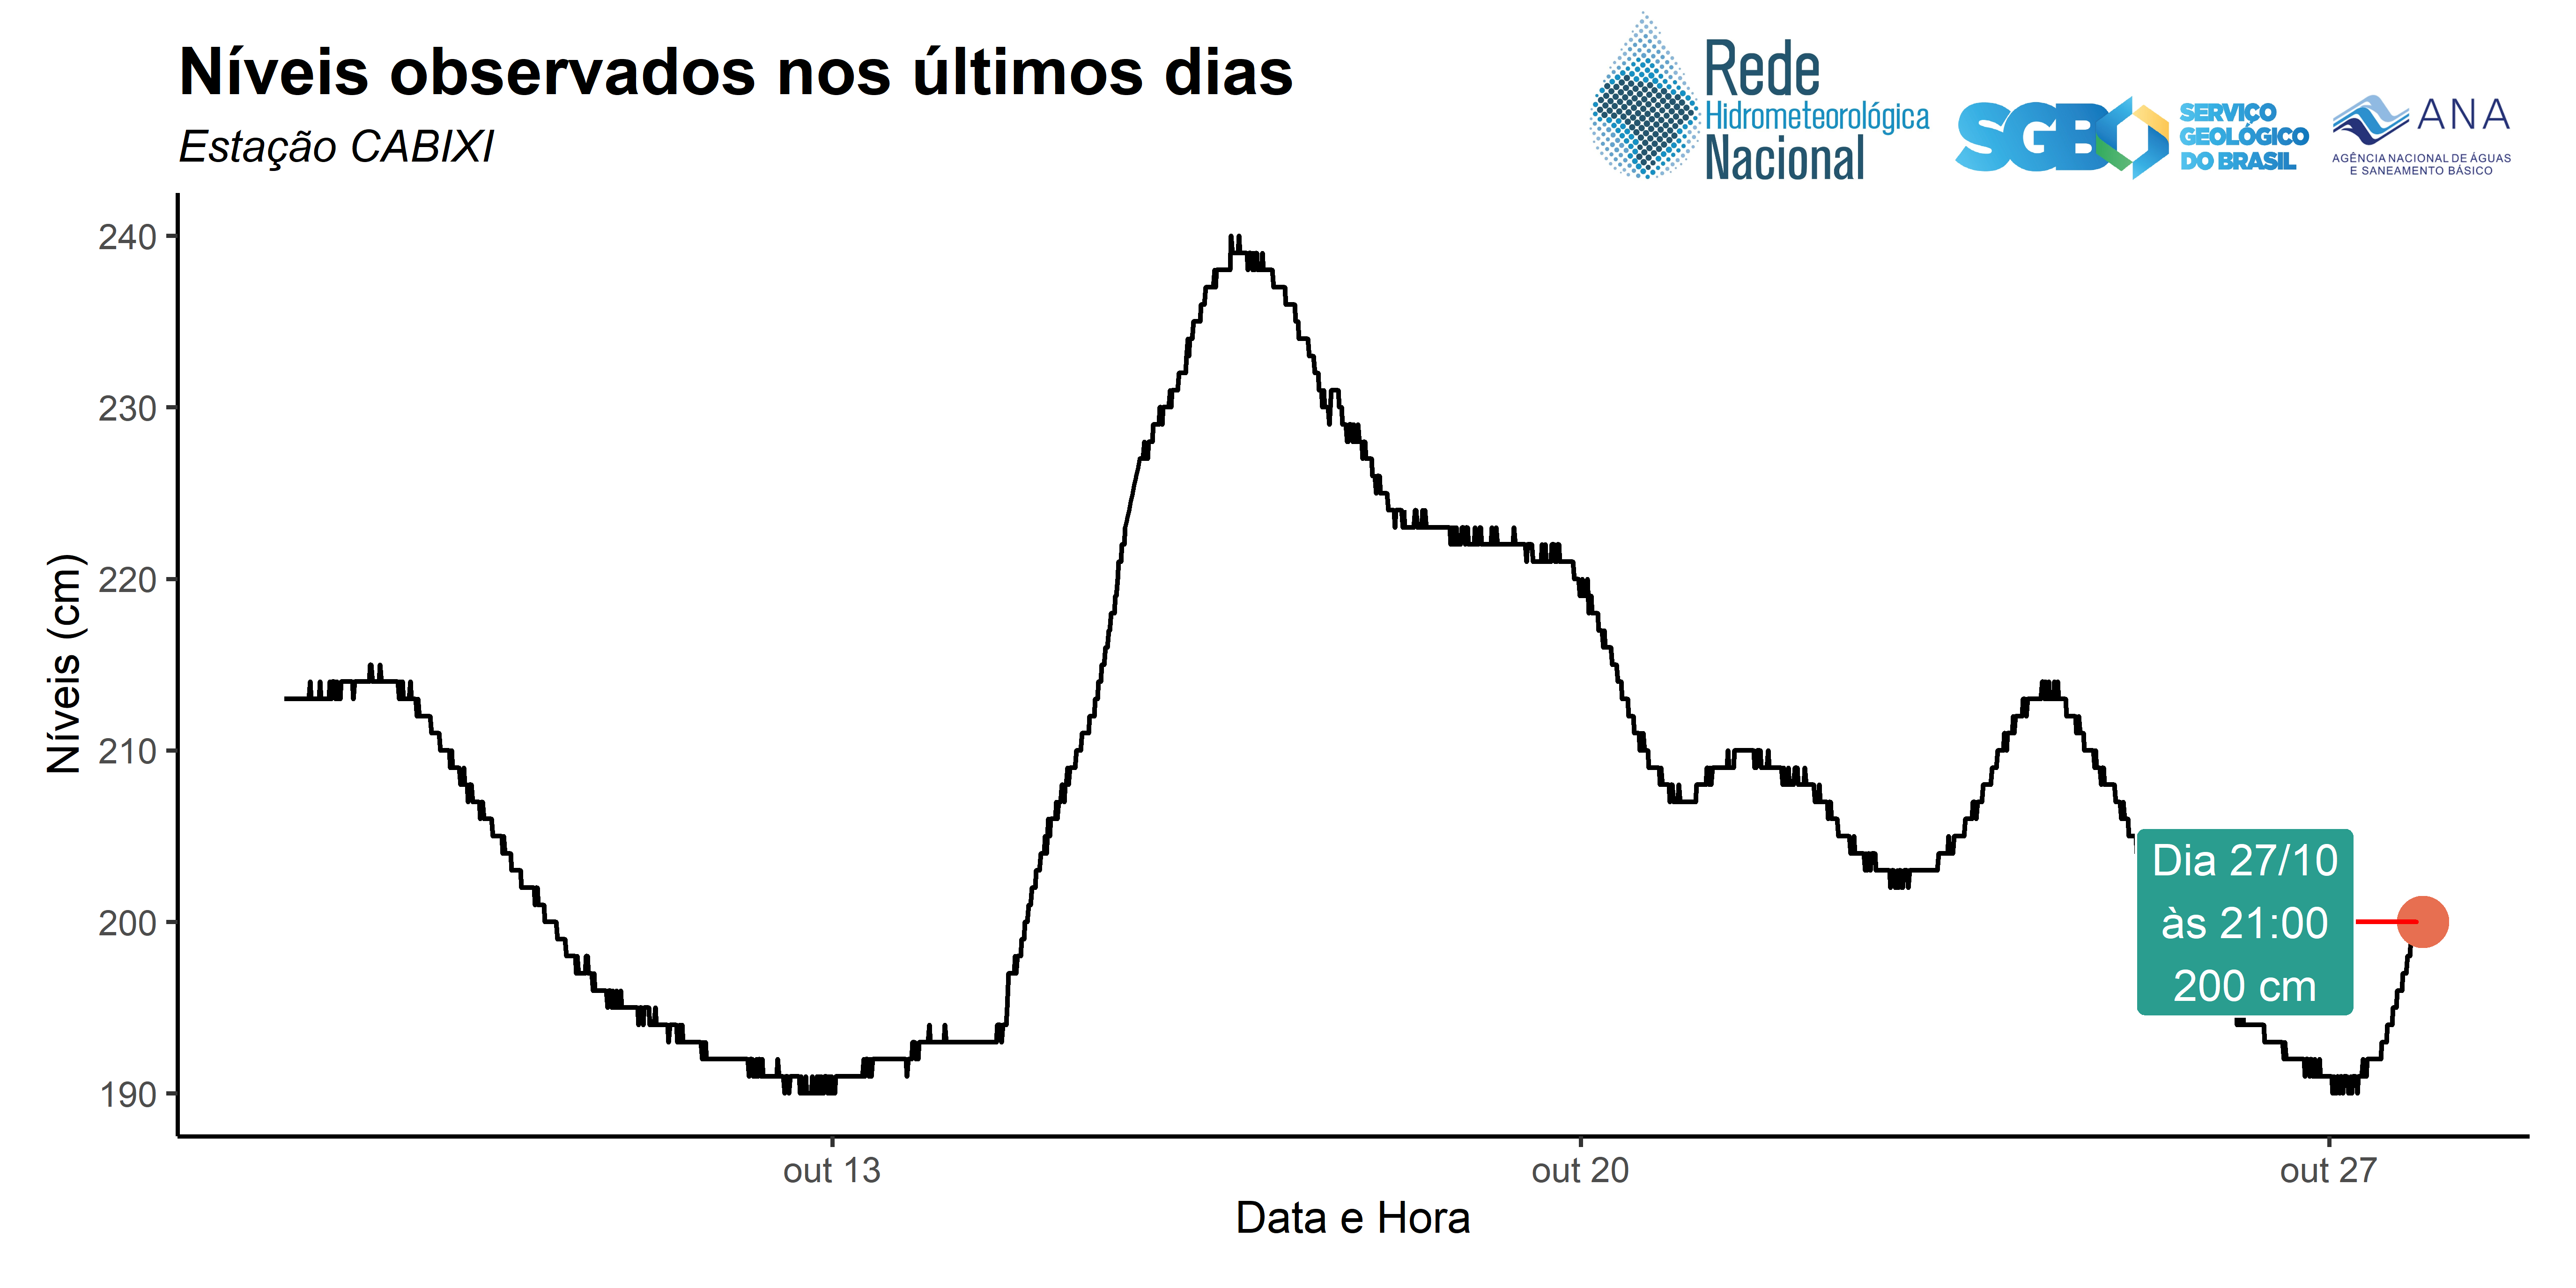 Níveis observados nos últimos dias
Estação CABIXI
Rede
Hidrometeorológica
Nacional
SGB
SERVIÇO
GEOLÓGICO
DO BRASIL
ANA
AGÊNCIA NACIONAL DE ÁGUAS
E SANEAMENTO BÁSICO
Níveis (cm)
240
230
220
210
200
190
Dia 27/10
às 21:00
200 cm
out 13
out 20
out 27
Data e Hora